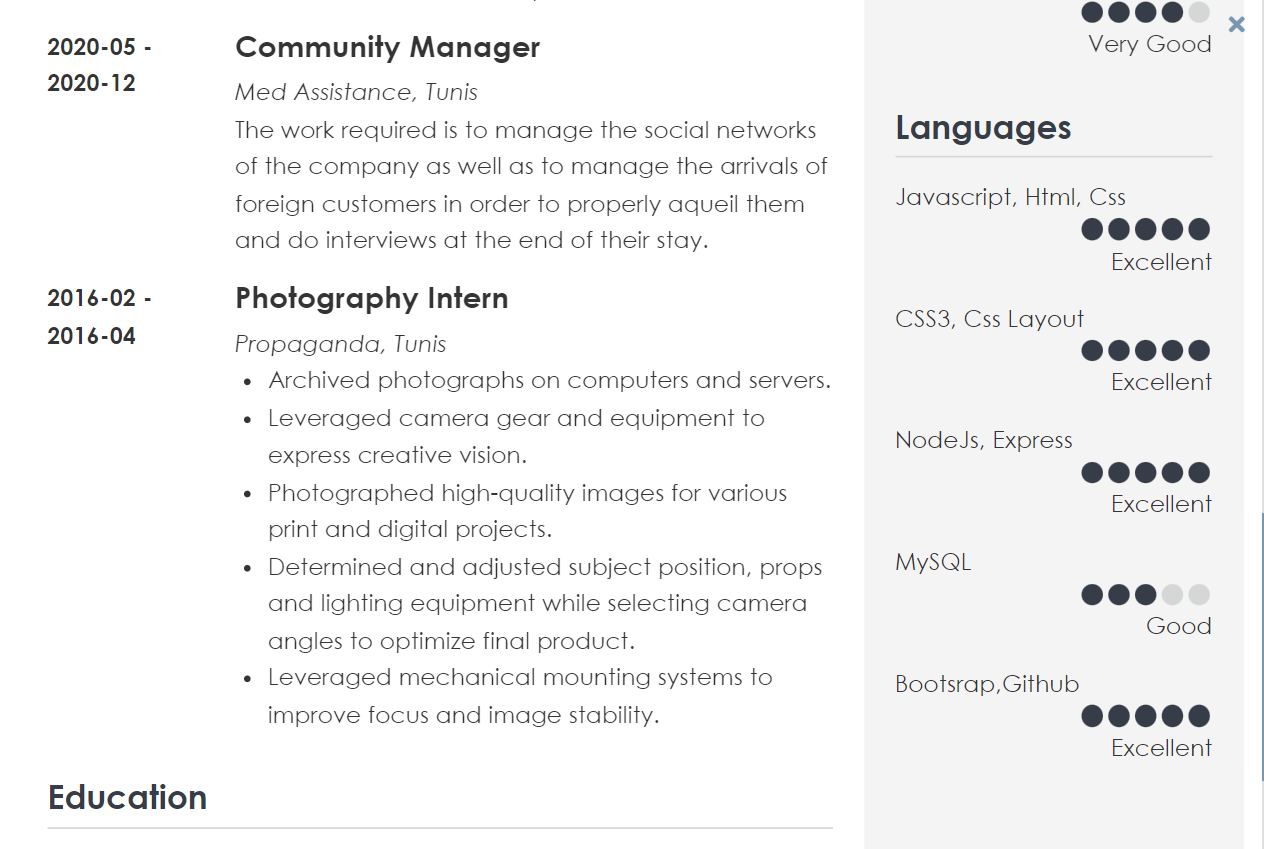 2020-05 -
2020-12
Community Manager
Med Assistance, Tunis
The work required is to manage the social networks
of the company as well as to manage the arrivals of
foreign customers in order to properly aqueil them
and do interviews at the end of their stay.
2016-02 -
2016-04
Photography Intern
Propaganda, Tunis
• Archived photographs on computers and servers.
• Leveraged camera gear and equipment to
express creative vision.
• Photographed high-quality images for various
print and digital projects.
• Determined and adjusted subject position, props
and lighting equipment while selecting camera
angles to optimize final product.
• Leveraged mechanical mounting systems to
improve focus and image stability.
Education
Very Good
Languages
Javascript, Html, Css
Excellent
CSS3, Css Layout
Excellent
NodeJs, Express
Excellent
MySQL
Good
Bootsrap,Github
Excellent